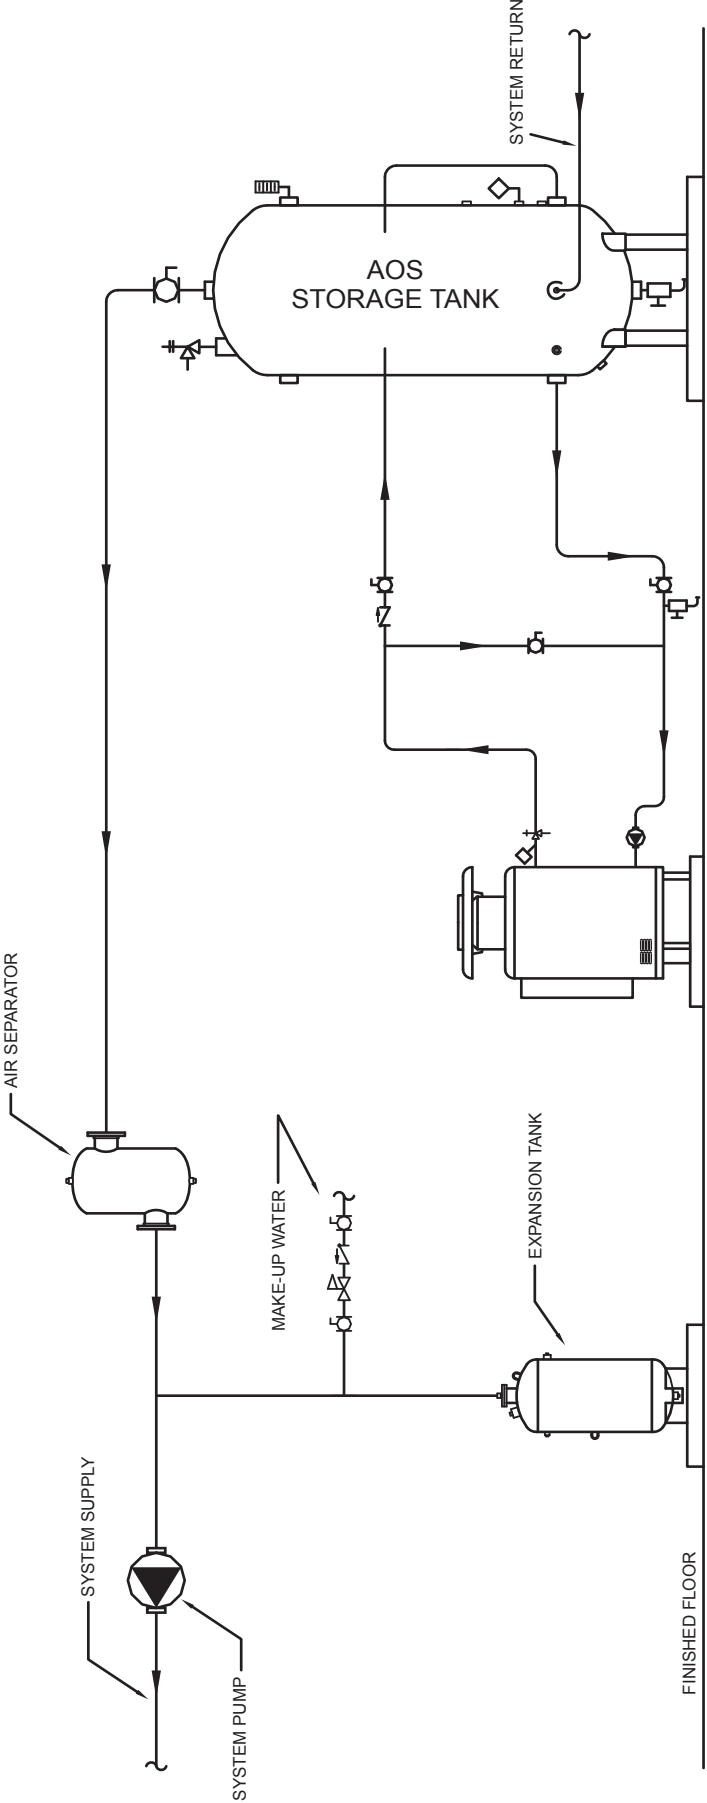 SYSTEM SUPPLY
SYSTEM PUMP
AIR SEPARATOR
MAKE-UP WATER
EXPANSION TANK
AOS
STORAGE TANK
SYSTEM RETURN
FINISHED FLOOR